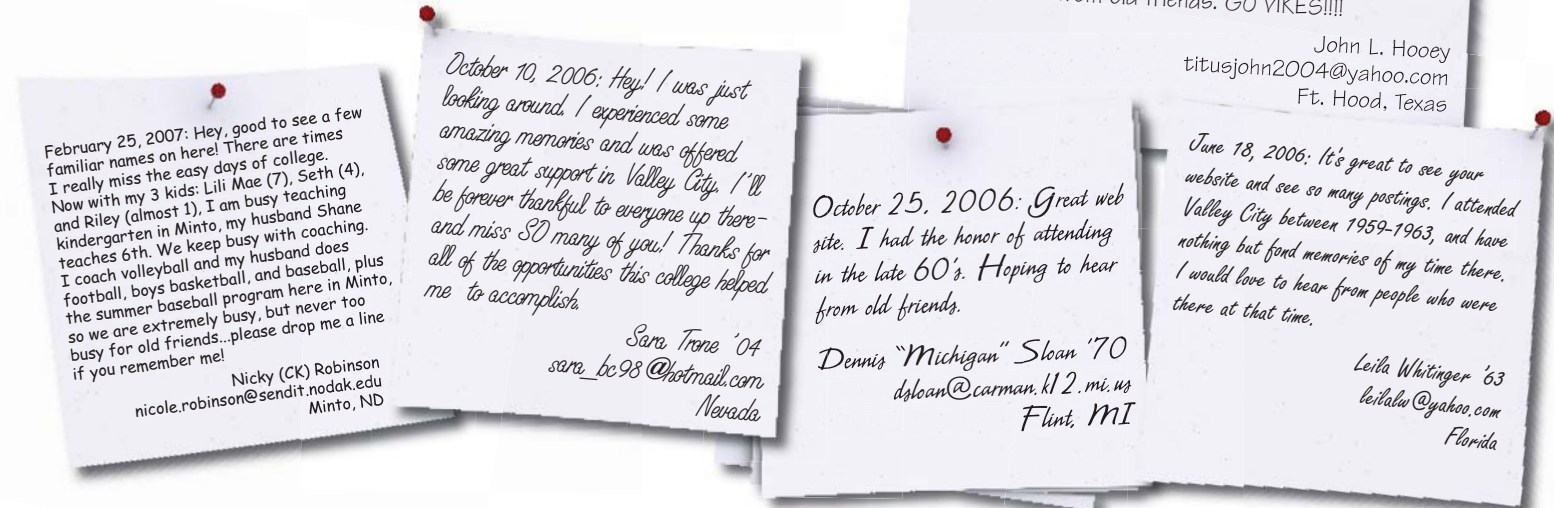 from old friends. GO VIKES!!!!
John L. Hooey
titusjohn2004@yahoo.com
Ft. Hood, Texas
February 25, 2007: Hey, good to see a few
familiar names on here! There are times
I really miss the easy days of college.
Now with my 3 kids: Lili Mae (7), Seth (4),
and Riley (almost 1), I am busy teaching
kindergarten in Minto, my husband Shane
teaches 6th. We keep busy with coaching.
I coach volleyball and my husband does
football, boys basketball, and baseball, plus
the summer baseball program here in Minto,
so we are extremely busy, but never too
busy for old friends...please drop me a line
if you remember me!
Nicky (CK) Robinson
nicole.robinson@sendit.nodak.edu
Minto, ND
October 10, 2006: Hey! I was just
looking around. I experienced some
amazing memories and was offered
some great support in Valley City. I'll
be forever thankful to everyone up there-
and miss SO many of you! Thanks for
all of the opportunities this college helped
me to accomplish.
Sara Trone '04
sara_bc98@hotmail.com
Nevada
October 25, 2006: Great web
site. I had the honor of attending
in the late 60's. Hoping to hear
from old friends.
Dennis "Michigan" Sloan '70
dsloan@carman.k12.mi.us
Flint, MI
June 18, 2006: It's great to see your
website and see so many postings. I attended
Valley City between 1959-1963, and have
nothing but fond memories of my time there.
I would love to hear from people who were
there at that time.
Leila Whitinger '63
leilalw@yahoo.com
Florida